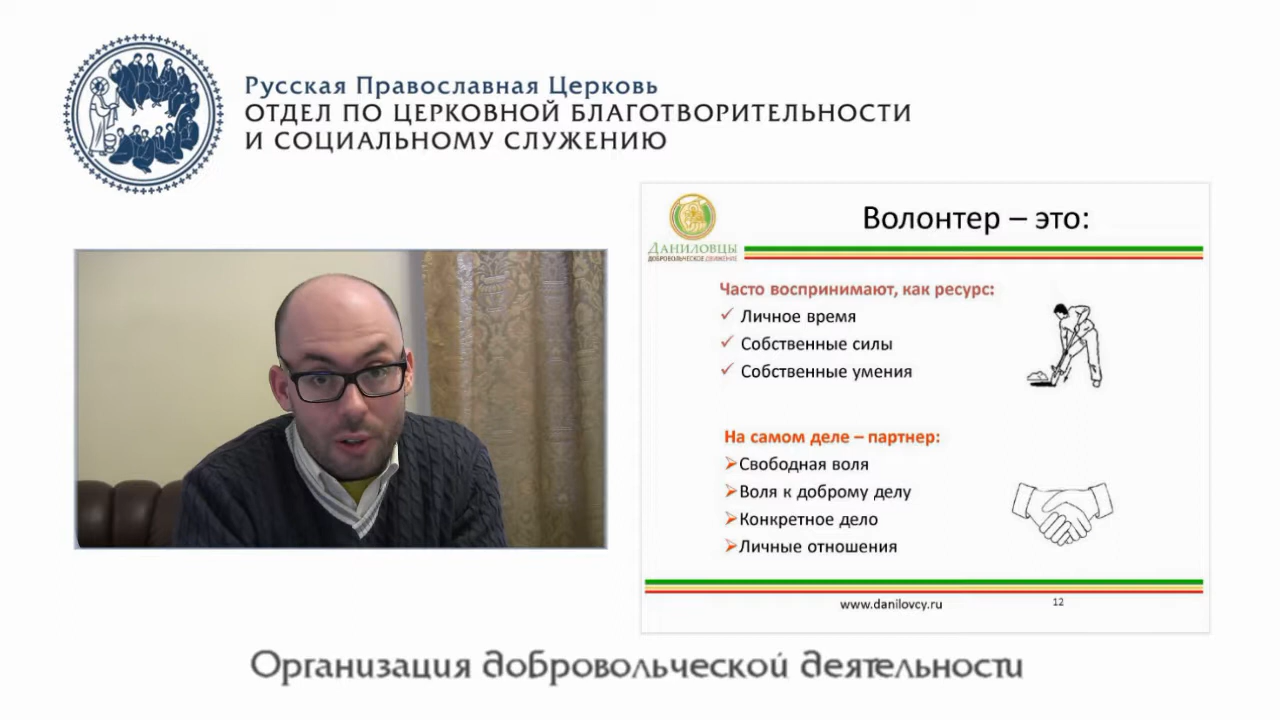 Русская Православная Церковь
ОТДЕЛ ПО ЦЕРКОВНОЙ БЛАГОТВОРИТЕЛЬНОСТИ
И СОЦИАЛЬНОМУ СЛУЖЕНИЮ
Волонтер – это:
ДАНИЛОВЦЫ
ДОБРОВОЛЬЧЕСКОЕ ДВИЖЕНИЕ
Часто воспринимают, как ресурс:
Личное время
Собственные силы
Собственные умения
На самом деле – партнер:
Свободная воля
Воля к доброму делу
Конкретное дело
Личные отношения
www.danilovcy.ru
12
Организация добровольческой деятельности